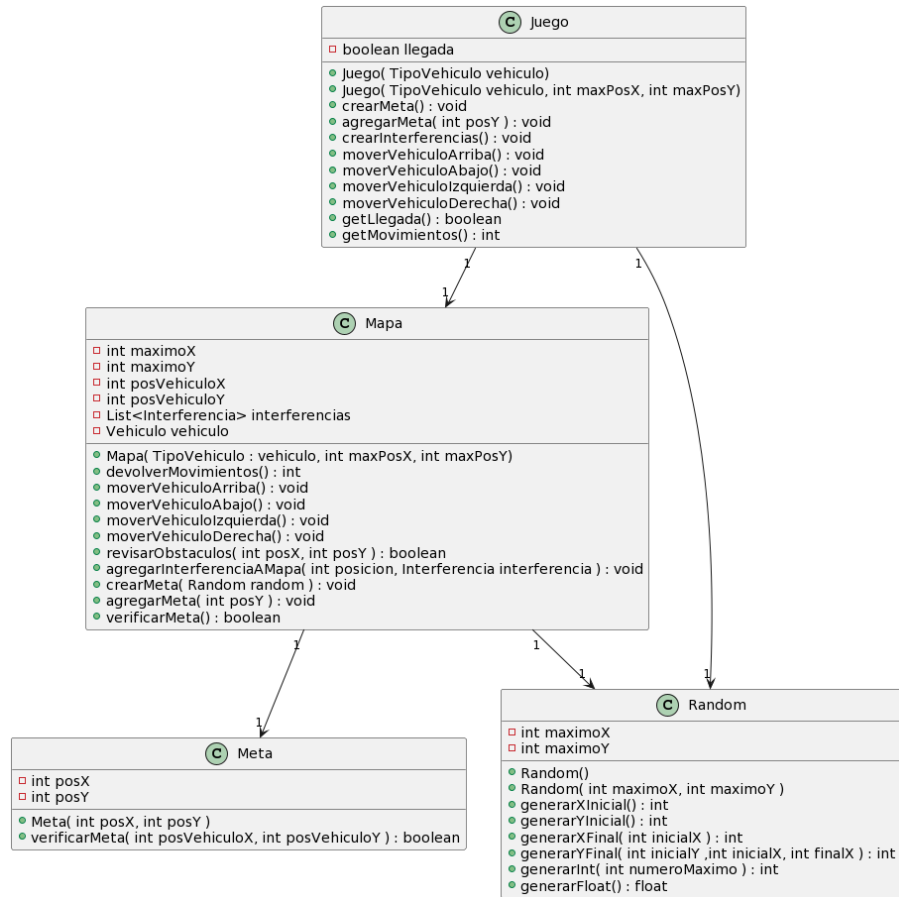 C Juego
boolean llegada
Juego( TipoVehiculo vehiculo)
Juego( TipoVehiculo vehiculo, int maxPosX, int maxPosY)
crearMeta() : void
agregarMeta( int posY ) : void
crearInterferencias() : void
moverVehiculoArriba() : void
moverVehiculoAbajo() : void
moverVehiculoIzquierda() : void
moverVehiculoDerecha() : void
getLlegada() : boolean
getMovimientos() : int
1
1
1
C Mapa
int maximoX
int maximoY
int posVehiculoX
int posVehiculoY
List<Interferencia> interferencias
Vehiculo vehiculo
Mapa( TipoVehiculo : vehiculo, int maxPosX, int maxPosY)
devolverMovimientos() : int
moverVehiculoArriba() : void
moverVehiculoAbajo() : void
moverVehiculoIzquierda() : void
moverVehiculoDerecha() : void
revisarObstaculos( int posX, int posY ) : boolean
agregarInterferenciaAMapa( int posicion, Interferencia interferencia ) : void
crearMeta( Random random ) : void
agregarMeta( int posY ) : void
verificarMeta() : boolean
1
1
1
1
1
C Meta
int posX
int posY
Meta( int posX, int posY )
verificarMeta( int posVehiculoX, int posVehiculoY ) : boolean
C Random
int maximoX
int maximoY
Random()
Random( int maximoX, int maximoY )
generarXInicial() : int
generarYInicial() : int
generarXFinal( int inicialX ) : int
generarYFinal( int inicialY ,int inicialX, int finalX ) : int
generarInt( int numeroMaximo ) : int
generarFloat() : float